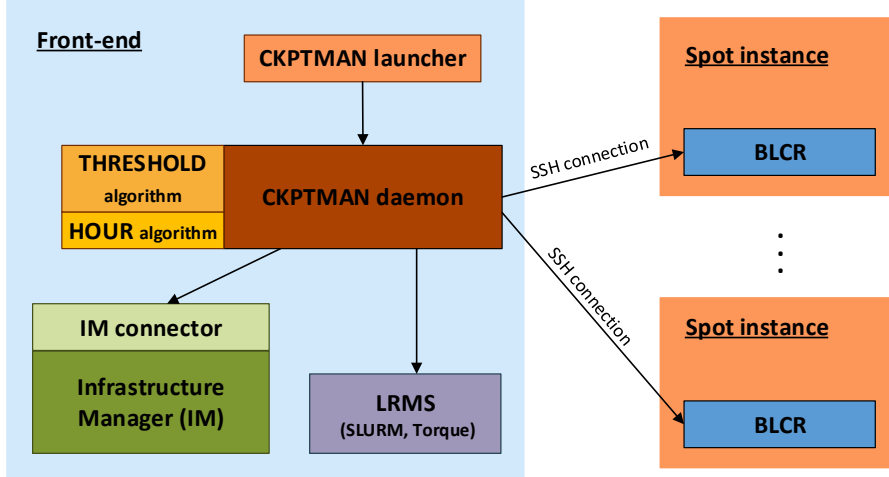 Front-end
CKPTMAN launcher
THRESHOLD
algorithm
HOUR algorithm
CKPTMAN daemon
IM connector
Infrastructure
Manager (IM)
LRMS
(SLURM, Torque)
SSH connection
SSH connection
Spot instance
BLCR
Spot instance
BLCR